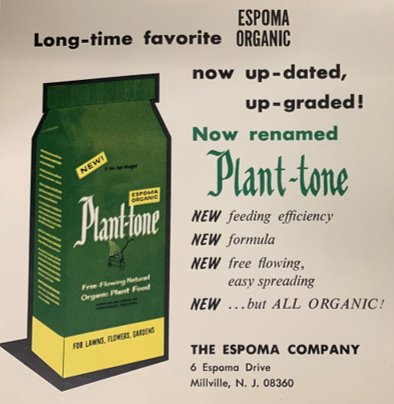 Long-time favorite ESPOMA ORGANIC
now up-dated,
up-graded!
Now renamed
Plant-tone
NEW feeding efficiency
NEW formula
NEW free flowing,
easy spreading
NEW ...but ALL ORGANIC!
THE ESPOMA COMPANY
6 Espoma Drive
Millville, N. J. 08360
NEW!
ESPOMA
ORGANIC
Plant-tone
Free-Flowing Natural
Organic Plant Food
FOR LAWNS, FLOWERS, GARDENS